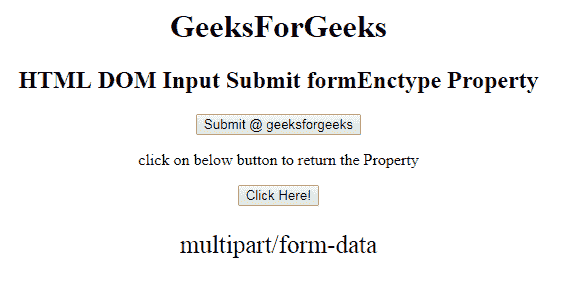 GeeksForGeeks
HTML DOM Input Submit formEnctype Property
Submit @ geeksforgeeks
click on below button to return the Property
Click Here!
multipart/form-data